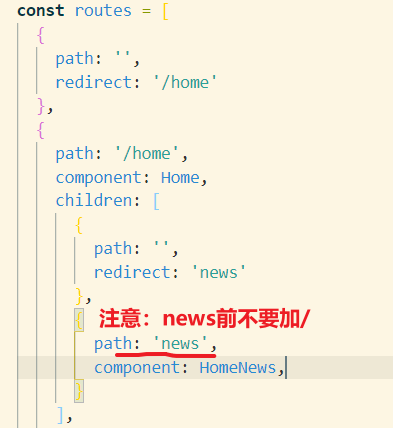 const routes = [
{
path: '',
redirect: '/home'
},
{
path: '/home',
component: Home,
children: [
{
path: '',
redirect: 'news'
},
{ 注意：news前不要加/
path: 'news',
component: HomeNews,
}
],